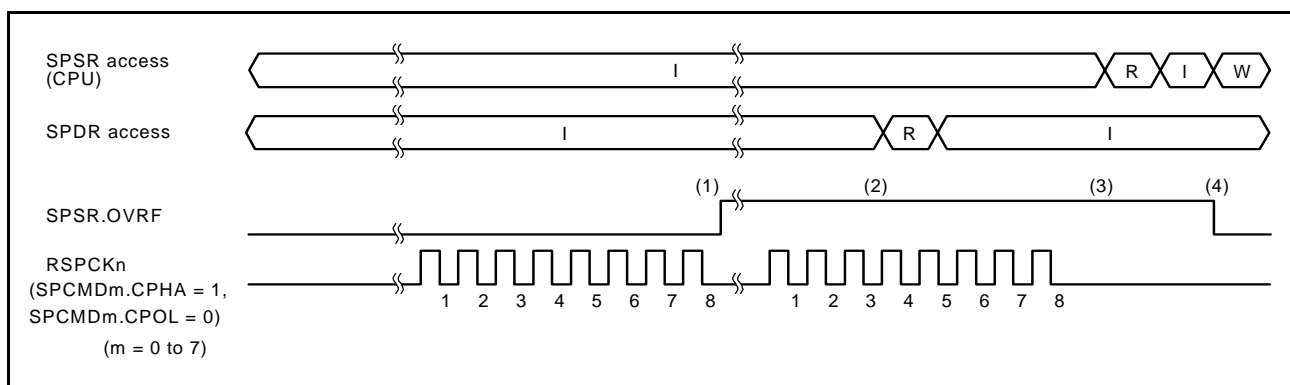 SPSR access
(CPU)
I
R
I
W
SPDR access
I
R
I
(1)
(2)
(3)
(4)
SPSR.OVRF
RSPCKn
(SPCMDm.CPHA = 1,
SPCMDm.CPOL = 0)
(m = 0 to 7)
1 2 3 4 5 6 7 8
1 2 3 4 5 6 7 8